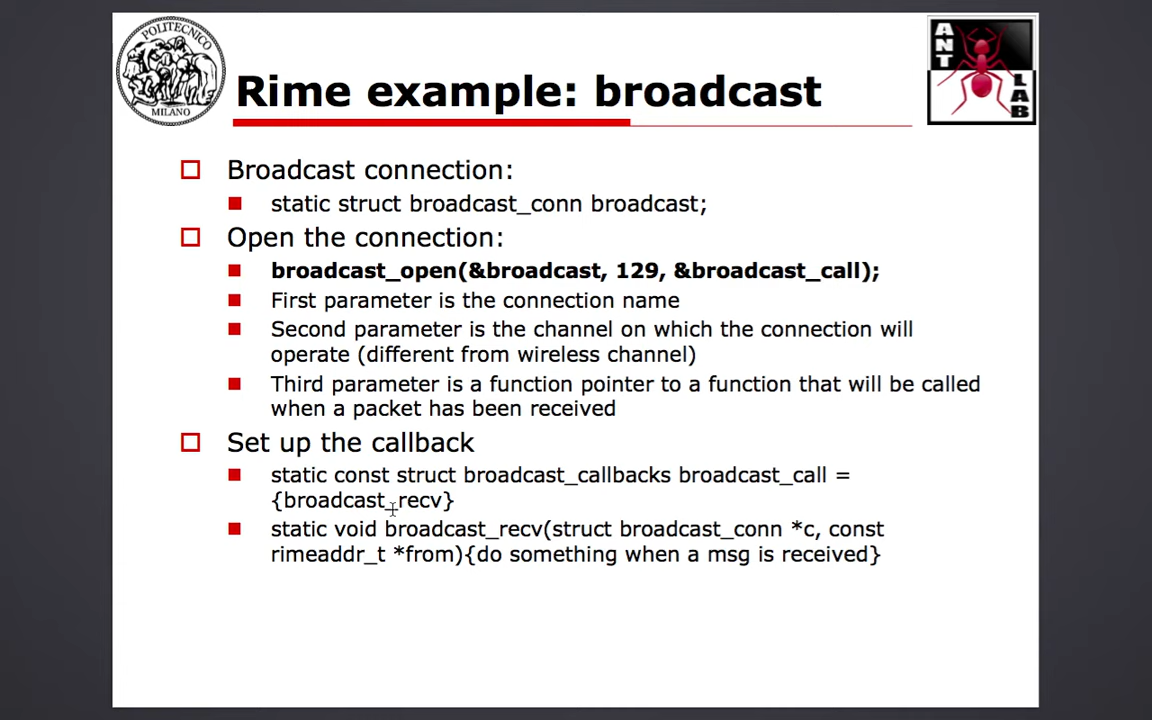 POLITECNICO
MILANO
ANT
LAB
Rime example: broadcast
Broadcast connection:
static struct broadcast_conn broadcast;
Open the connection:
broadcast_open(&broadcast, 129, &broadcast_call);
First parameter is the connection name
Second parameter is the channel on which the connection will
operate (different from wireless channel)
Third parameter is a function pointer to a function that will be called
when a packet has been received
Set up the callback
static const struct broadcast_callbacks broadcast_call =
{broadcast_recv}
static void broadcast_recv(struct broadcast_conn *c, const
rimeaddr_t *from){do something when a msg is received}